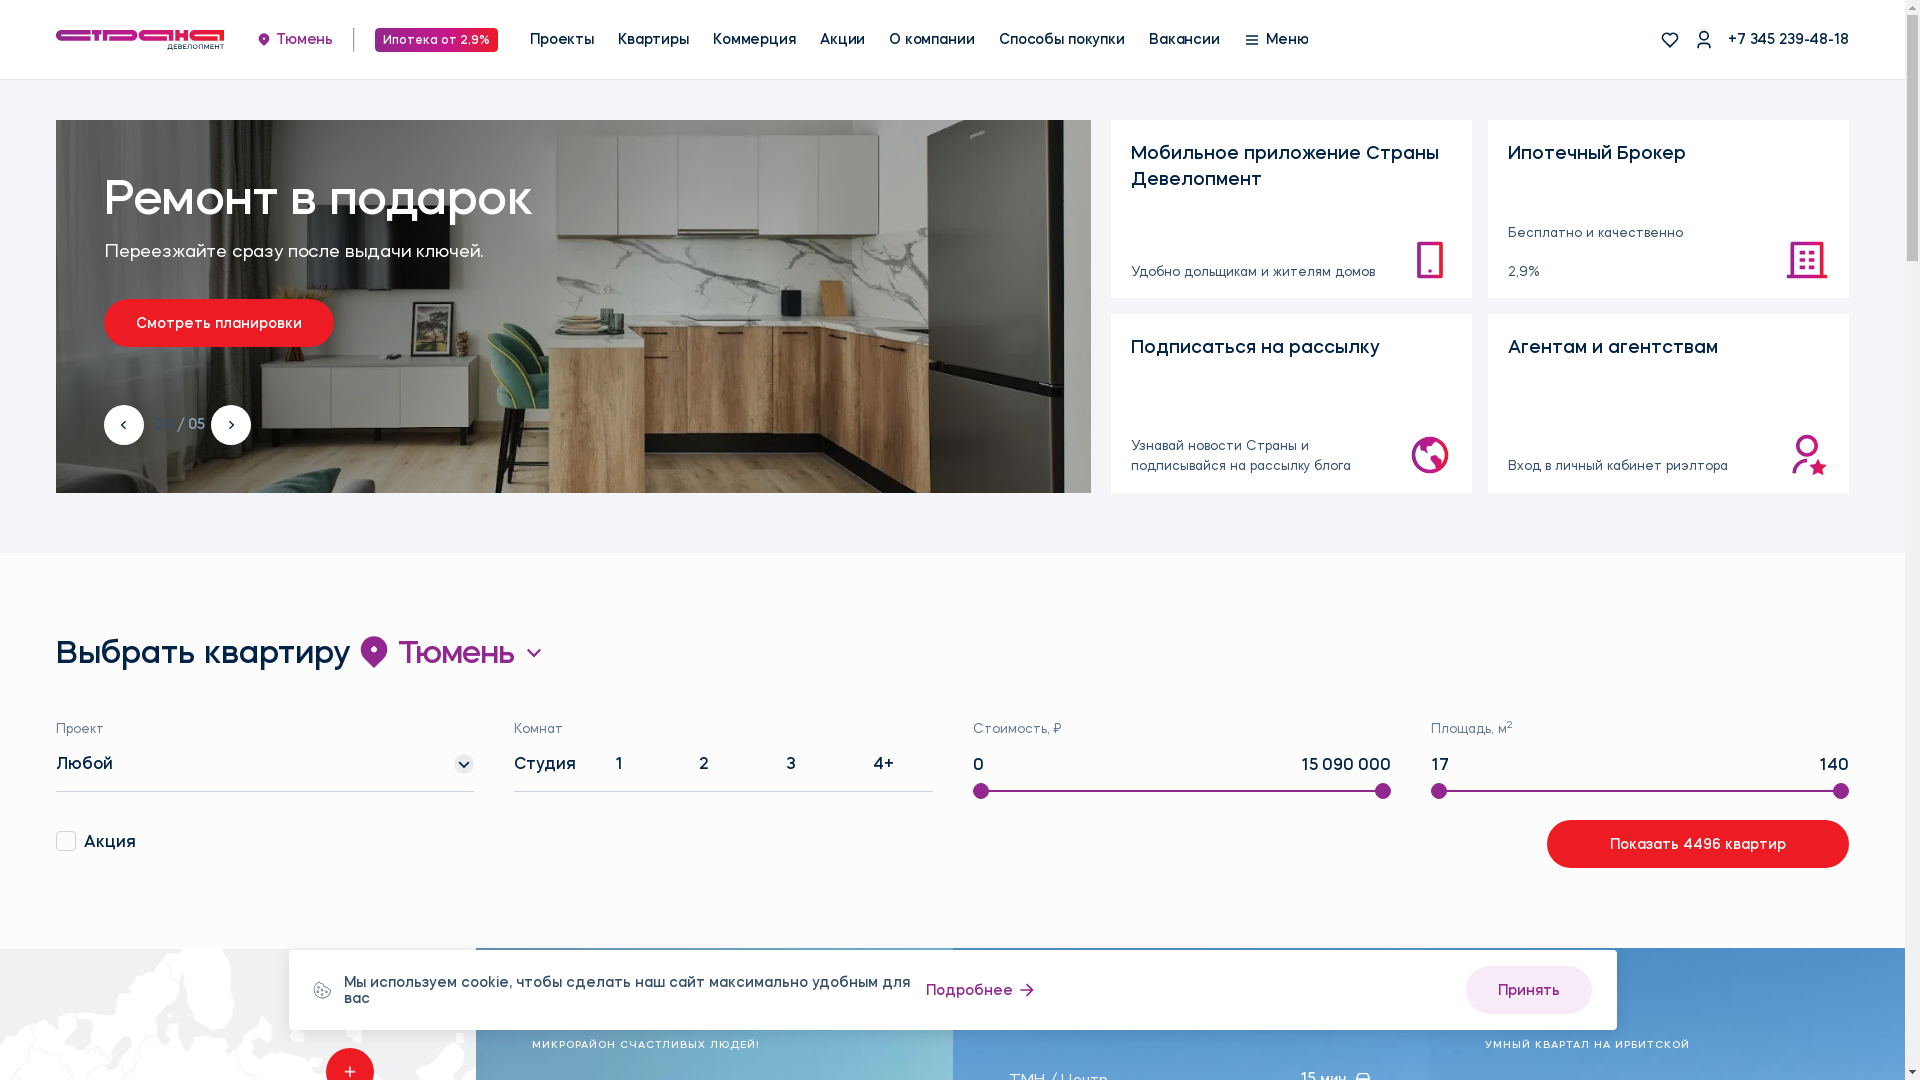 страна
ДЕВЕЛОПМЕНТ
Тюмень
Ипотека от 2,9%
Проекты
Квартиры
Коммерция
Акции
О компании
Способы покупки
Вакансии
Меню
+7 345 239-48-18
Ремонт в подарок
Переезжайте сразу после выдачи ключей.
Смотреть планировки
/ 05
Мобильное приложение Страны
Девелопмент
Удобно дольщикам и жителям домов
Ипотечный Брокер
Бесплатно и качественно
2,9%
Подписаться на рассылку
Узнавай новости Страны и
подписывайся на рассылку блога
Агентам и агентствам
Вход в личный кабинет риэлтора
Выбрать квартиру Тюмень
Проект
Любой
Комнат
Студия 1 2 3 4+
Стоимость, ₽
0 15 090 000
Площадь, м²
17 140
Акция
Показать 4496 квартир
Мы используем cookie, чтобы сделать наш сайт максимально удобным для
вас
Подробнее
Принять
МИКРОРАЙОН СЧАСТЛИВЫХ ЛЮДЕЙ!
УМНЫЙ КВАРТАЛ НА ИРБИТСКОЙ
ТМН / Центр
15 мин